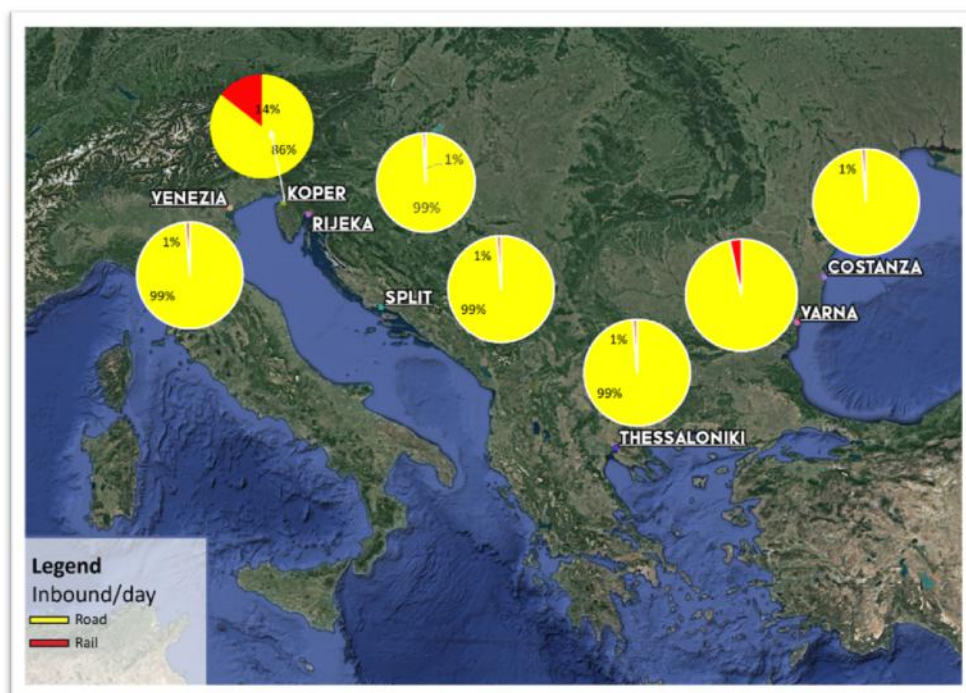 14%
86%
1%
99%
1%
VENEZIA
KOPER
RIJEKA
1%
99%
1%
99%
COSTANZA
SPLIT
VARNA
1%
99%
THESSALONIKI
Legend
Inbound/day
Road
Rail